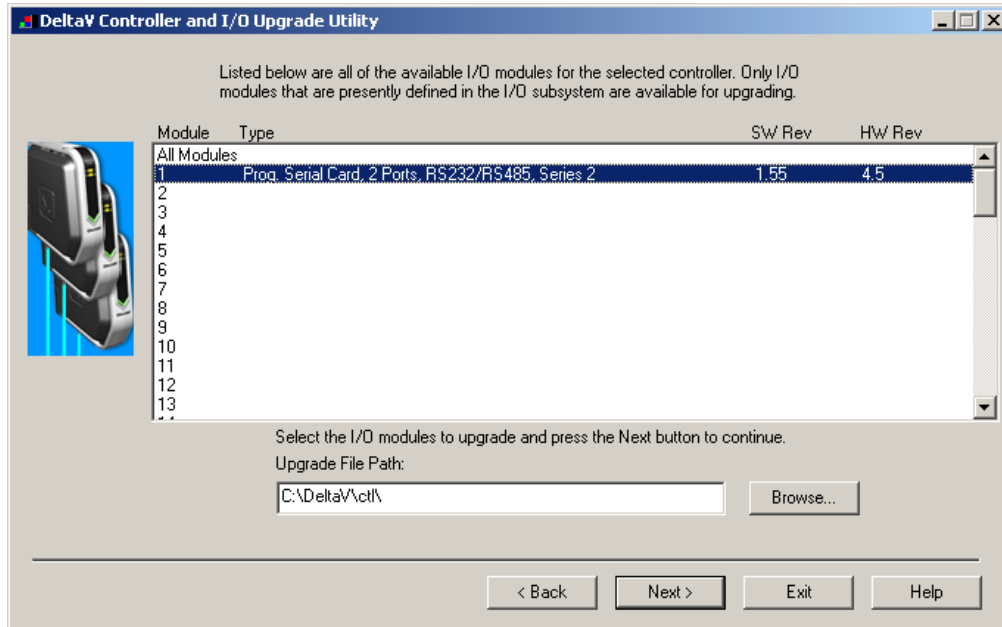 DeltaV Controller and I/O Upgrade Utility
Listed below are all of the available I/O modules for the selected controller. Only I/O
modules that are presently defined in the I/O subsystem are available for upgrading.
Module Type SW Rev HW Rev
All Modules
1 Prog. Serial Card, 2 Ports, RS232/RS485, Series 2 1.55 4.5
2
3
4
5
6
7
8
9
10
11
12
13
Select the I/O modules to upgrade and press the Next button to continue.
Upgrade File Path:
C:\DeltaV\ctl\
Browse...
< Back Next > Exit Help